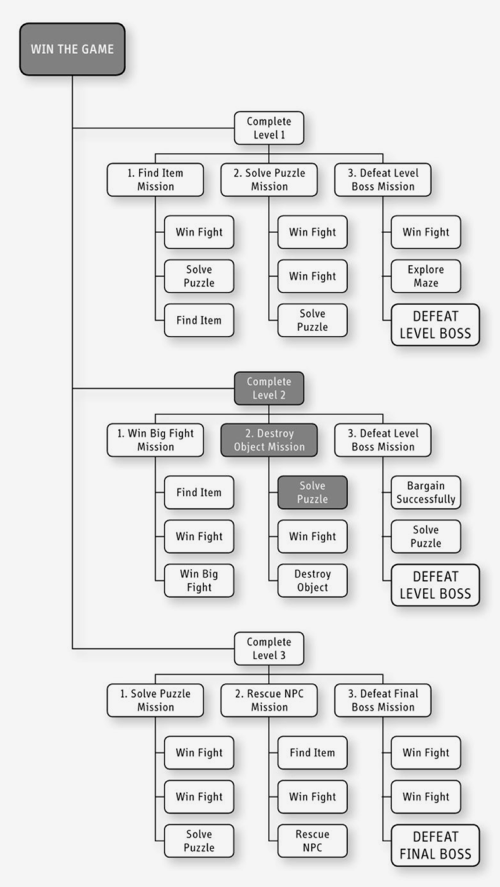 WIN THE GAME
Complete
Level 1
1. Find Item
Mission
2. Solve Puzzle
Mission
3. Defeat Level
Boss Mission
Win Fight
Solve
Puzzle
Find Item
Win Fight
Win Fight
Solve
Puzzle
Win Fight
Explore
Maze
DEFEAT
LEVEL BOSS
Complete
Level 2
1. Win Big Fight
Mission
2. Destroy
Object Mission
3. Defeat Level
Boss Mission
Find Item
Win Fight
Win Big
Fight
Solve
Puzzle
Win Fight
Destroy
Object
Bargain
Successfully
Solve
Puzzle
DEFEAT
LEVEL BOSS
Complete
Level 3
1. Solve Puzzle
Mission
2. Rescue NPC
Mission
3. Defeat Final
Boss Mission
Win Fight
Win Fight
Solve
Puzzle
Find Item
Win Fight
Rescue
NPC
Win Fight
Win Fight
DEFEAT
FINAL BOSS